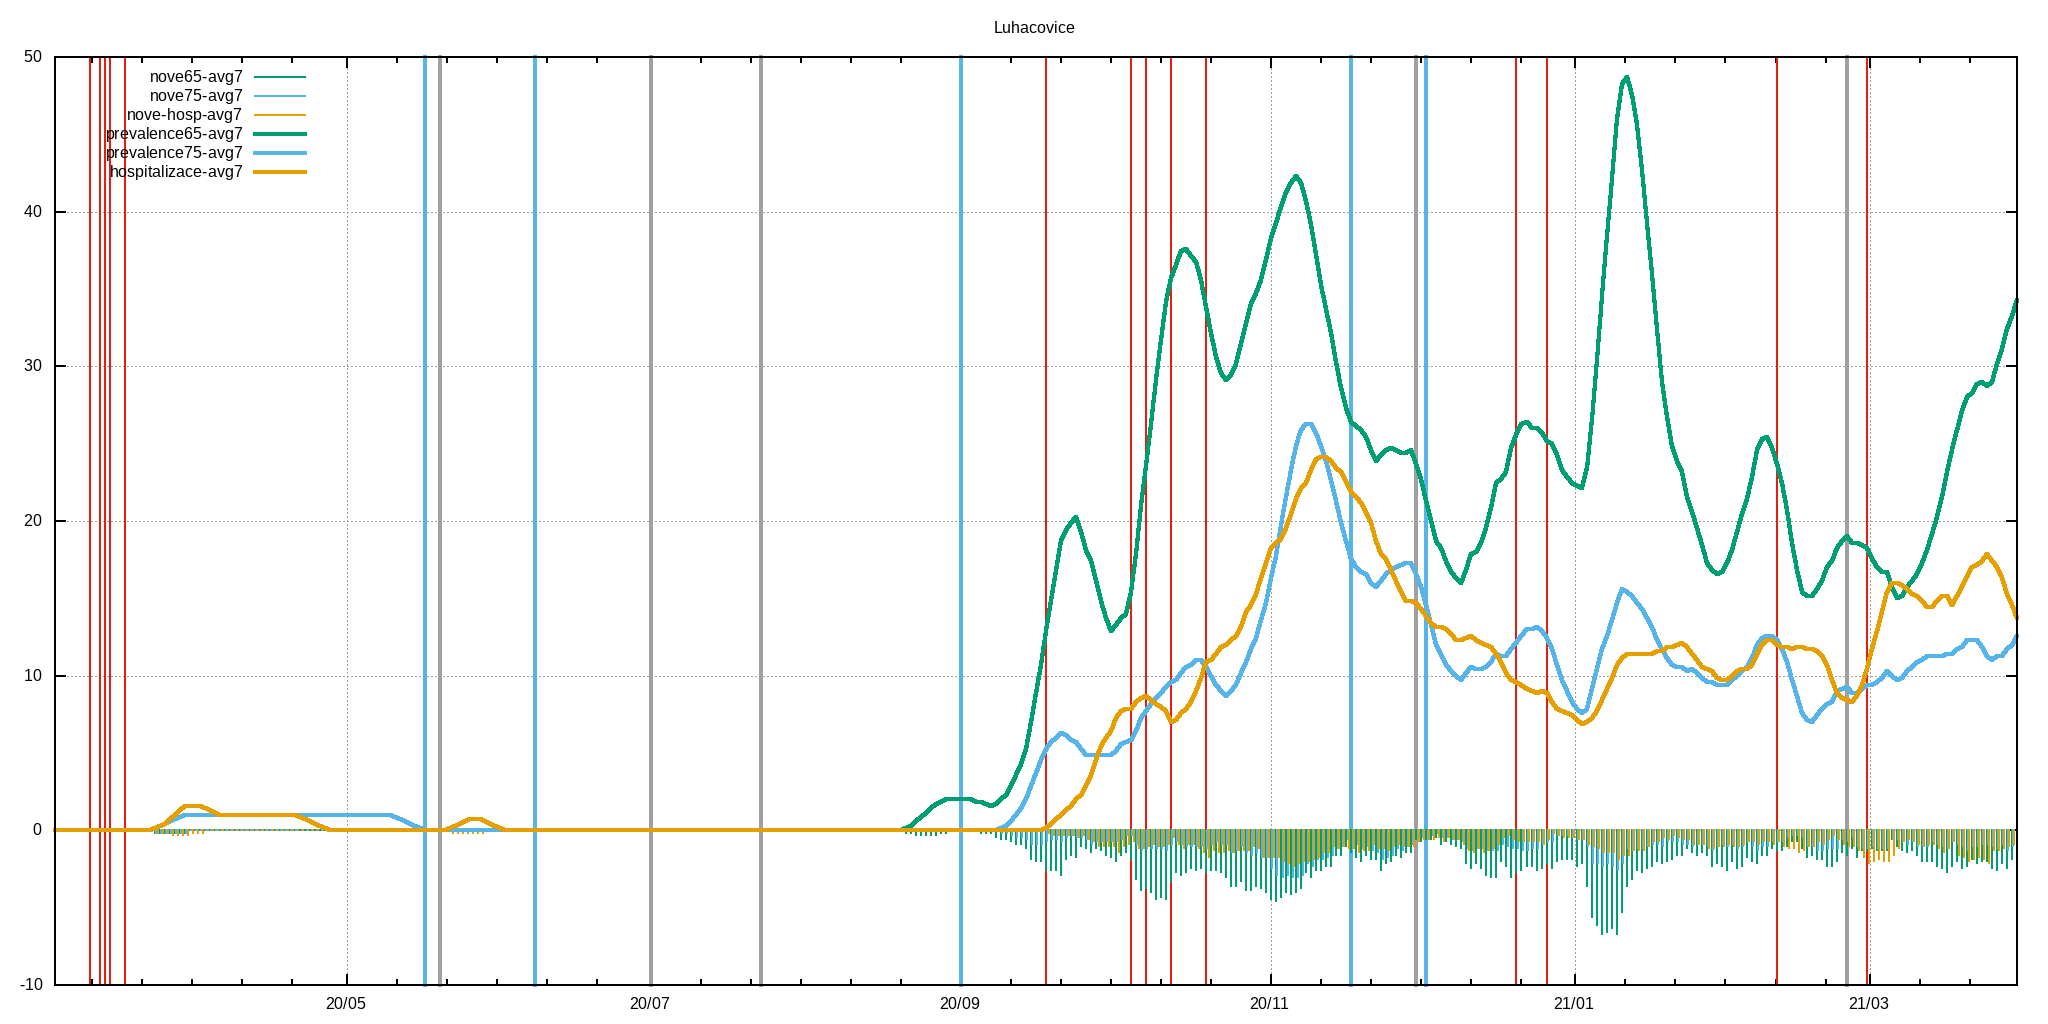 Luhacovice
50
40
30
20
10
0
-10
nove65-avg7
nove75-avg7
nove-hosp-avg7
prevalence65-avg7
prevalence75-avg7
hospitalizace-avg7
20/05
20/07
20/09
20/11
21/01
21/03